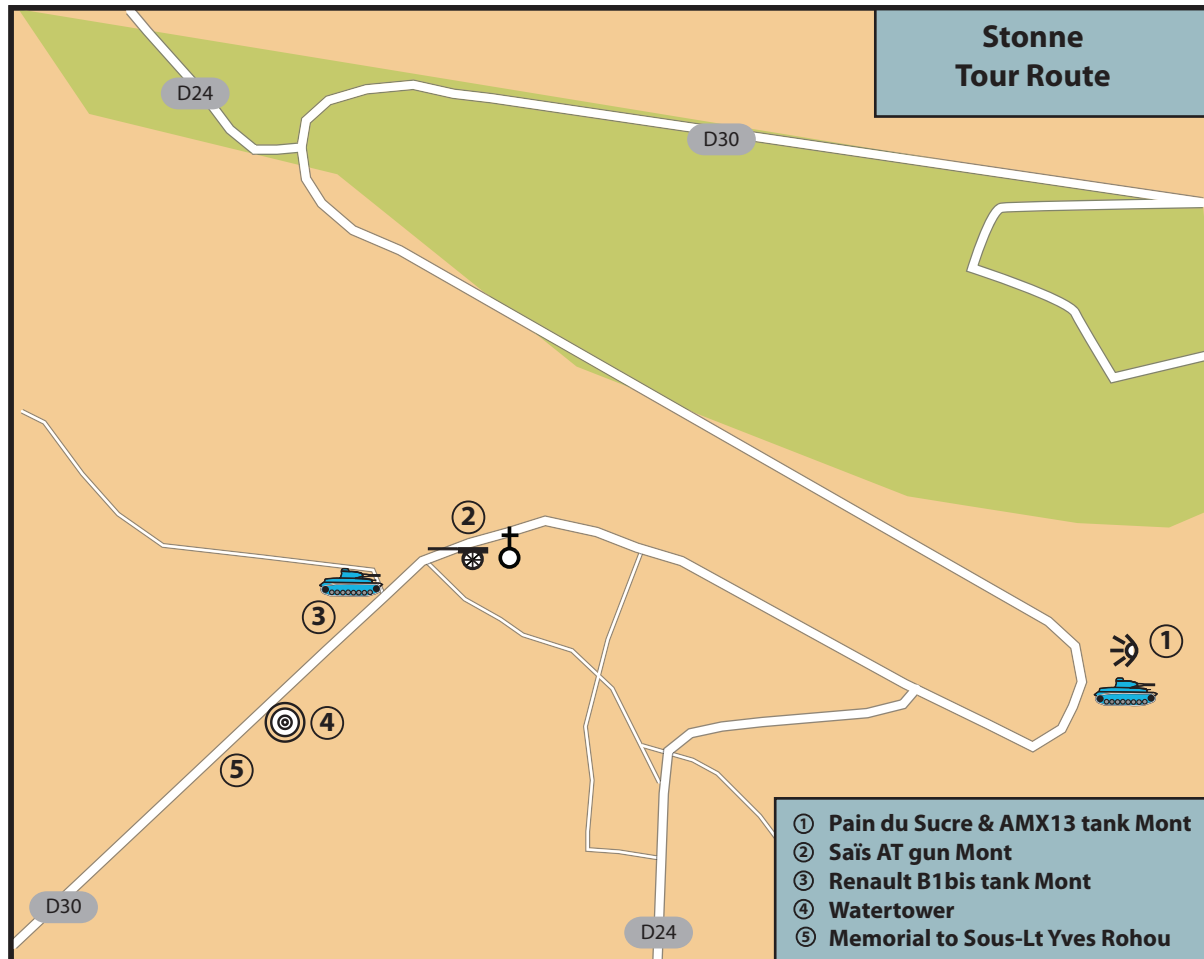 Stonne
Tour Route
D24
D30
②
③
①
④
⑤
D30
D24
① Pain du Sucre & AMX13 tank Mont
② Saïs AT gun Mont
③ Renault B1bis tank Mont
④ Watertower
⑤ Memorial to Sous-Lt Yves Rohou